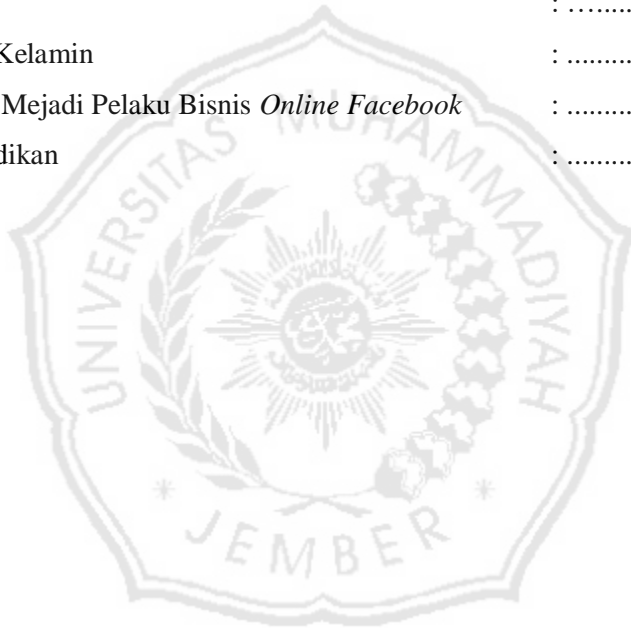 : …......
Kelamin : .........
Mejadi Pelaku Bisnis Online Facebook : .........
dikan : .........
UNIVERSITAS MUHAMMADIYAH
JEMBER